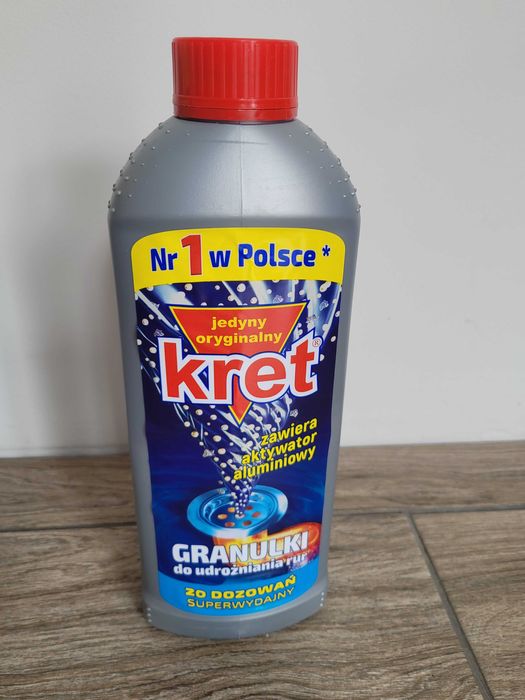 Nr 1 w Polsce *
jedyny
oryginalny
kret®
zawiera
aktywator
aluminiowy
GRANULKI
do udrożniania rur
20 DOZOWAŃ
SUPERWYDAJNY